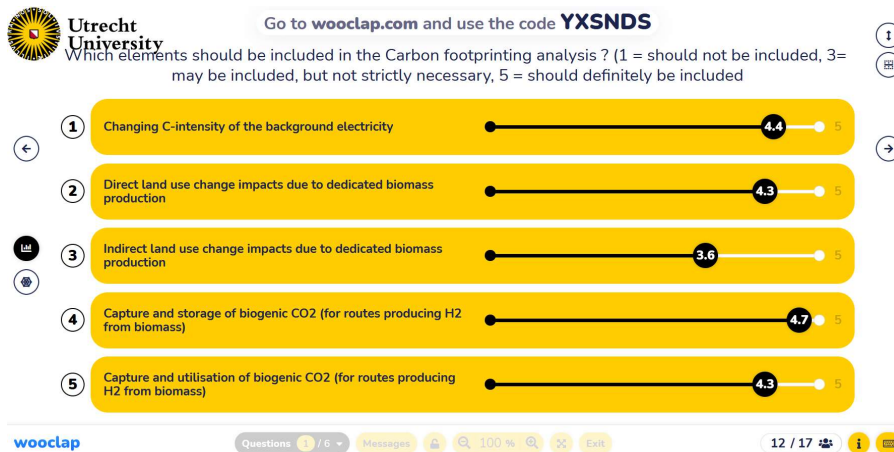 Utrecht
University
Go to wooclap.com and use the code YXSNDS
Which elements should be included in the Carbon footprinting analysis ? (1 = should not be included, 3=
may be included, but not strictly necessary, 5 = should definitely be included
1
Changing C-intensity of the background electricity
4.4
5
2
Direct land use change impacts due to dedicated biomass
production
4.3
5
3
Indirect land use change impacts due to dedicated biomass
production
3.6
5
4
Capture and storage of biogenic CO2 (for routes producing H2
from biomass)
4.7
5
5
Capture and utilisation of biogenic CO2 (for routes producing
H2 from biomass)
4.3
5
wooclap
Questions 1 / 6
Messages
100 %
Exit
12 / 17
i